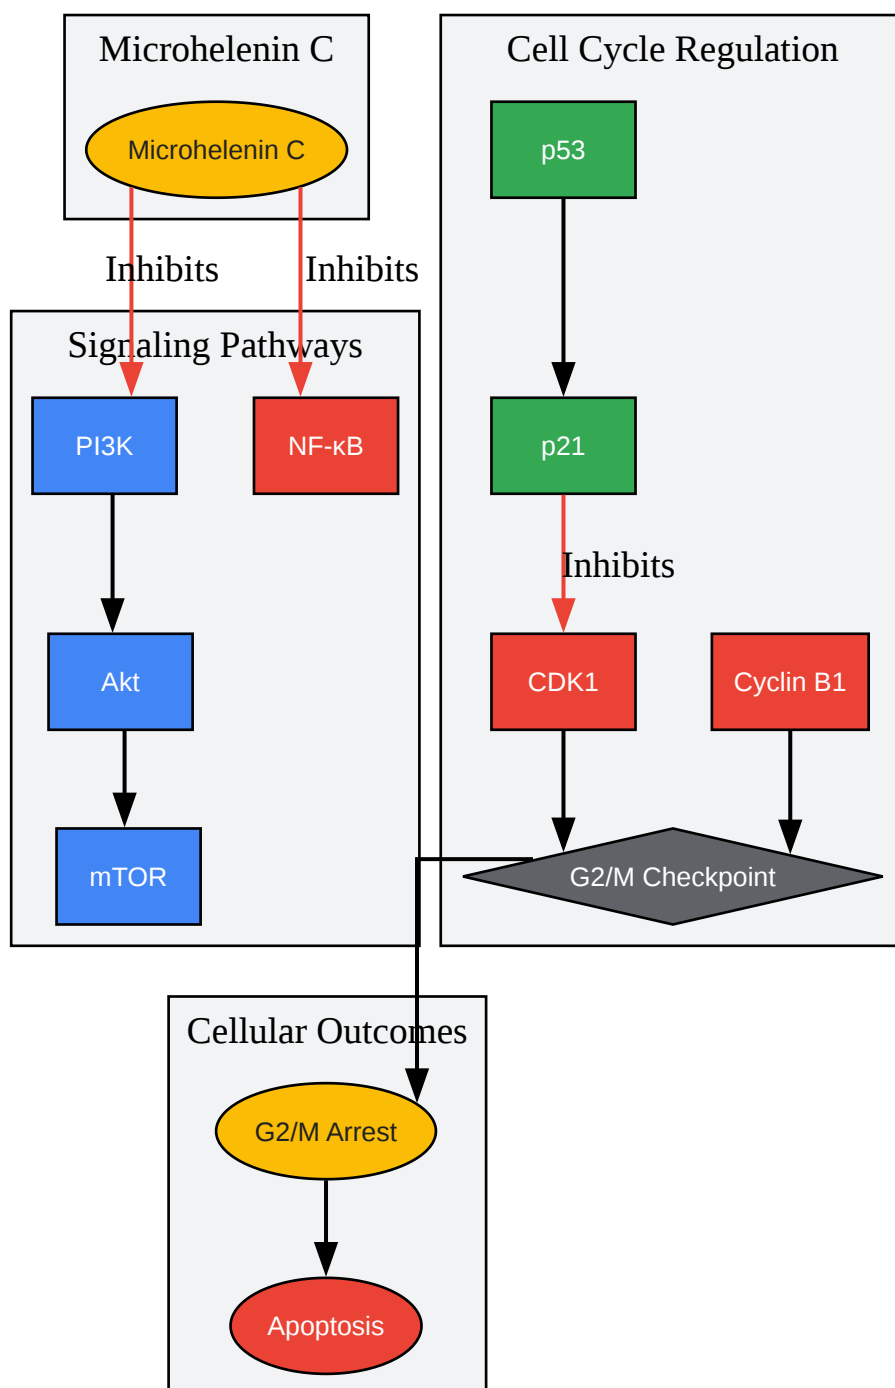 Microhelenin C
Microhelenin C
Inhibits
Inhibits
Signaling Pathways
PI3K
NF-κB
Akt
mTOR
Cell Cycle Regulation
p53
p21
Inhibits
CDK1
Cyclin B1
G2/M Checkpoint
Cellular Outcomes
G2/M Arrest
Apoptosis